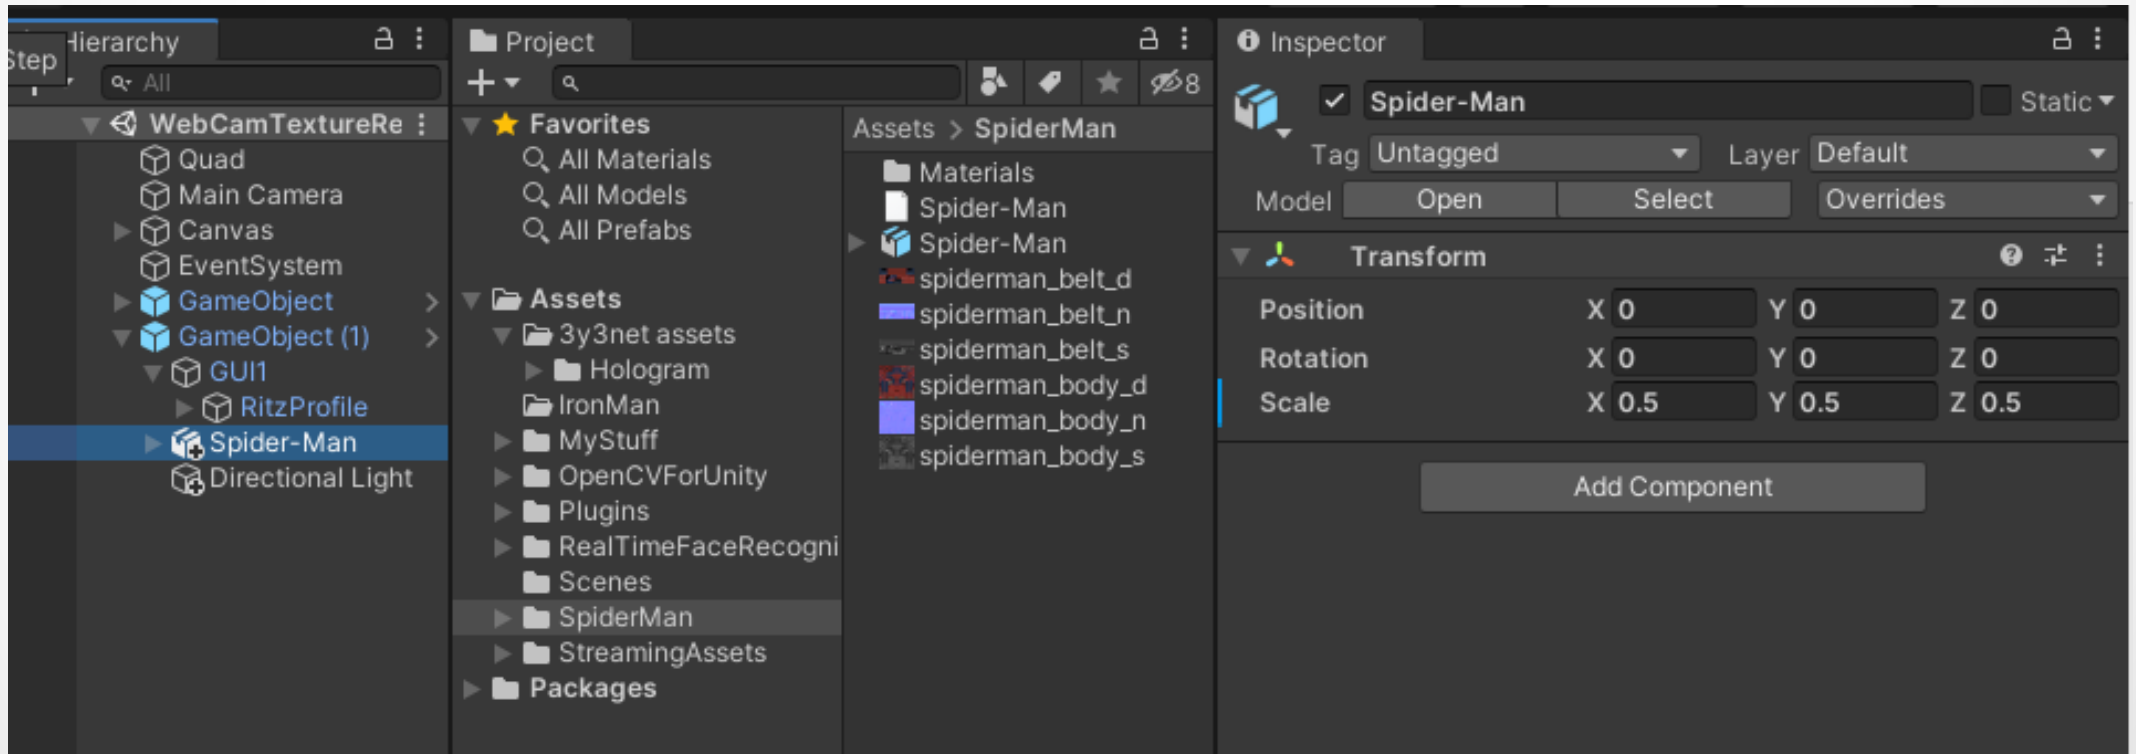 Hierarchy
Step
All
WebCamTextureRe
Quad
Main Camera
Canvas
EventSystem
GameObject
GameObject (1)
GUI1
RitzProfile
Spider-Man
Directional Light
Project
8
Favorites
All Materials
All Models
All Prefabs
Assets
3y3net assets
Hologram
IronMan
MyStuff
OpenCVForUnity
Plugins
RealTimeFaceRecogni
Scenes
SpiderMan
StreamingAssets
Packages
Assets > SpiderMan
Materials
Spider-Man
Spider-Man
spiderman_belt_d
spiderman_belt_n
spiderman_belt_s
spiderman_body_d
spiderman_body_n
spiderman_body_s
Inspector
Spider-Man Static
Tag Untagged Layer Default
Model Open Select Overrides
Transform
Position X 0 Y 0 Z 0
Rotation X 0 Y 0 Z 0
Scale X 0.5 Y 0.5 Z 0.5
Add Component